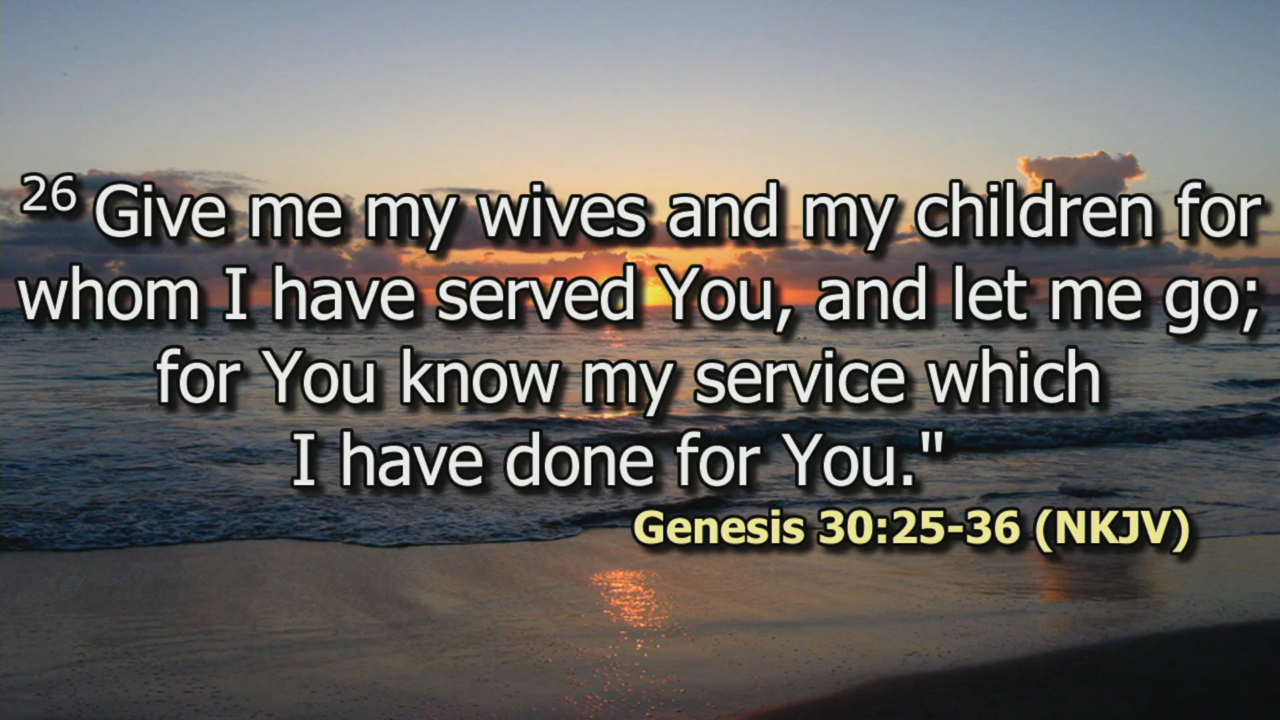 26 Give me my wives and my children for
whom I have served You, and let me go;
for You know my service which
I have done for You."
Genesis 30:25-36 (NKJV)